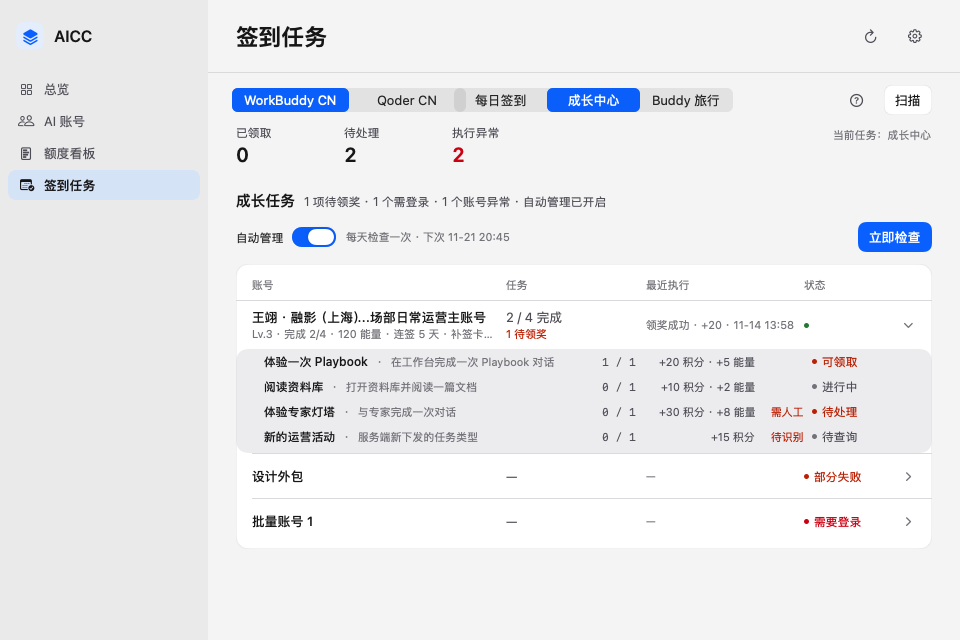 AICC
总览
AI 账号
额度看板
签到任务
签到任务
WorkBuddy CN
Qoder CN
每日签到
成长中心
Buddy 旅行
扫描
已领取
0
待处理
2
执行异常
2
当前任务：成长中心
成长任务 1 项待领奖 · 1 个需登录 · 1 个账号异常 · 自动管理已开启
自动管理 每天检查一次 · 下次 11-21 20:45
立即检查
账号 任务 最近执行 状态
王翊 · 融影 (上海)...场部日常运营主账号 2 / 4 完成
Lv.3 · 完成 2/4 · 120 能量 · 连签 5 天 · 补签卡... 1 待领奖
领奖成功 · +20 · 11-14 13:58
体验一次 Playbook · 在工作台完成一次 Playbook 对话 1 / 1 +20 积分 · +5 能量 可领取
阅读资料库 · 打开资料库并阅读一篇文档 0 / 1 +10 积分 · +2 能量 进行中
体验专家灯塔 · 与专家完成一次对话 0 / 1 +30 积分 · +8 能量 需人工 待处理
新的运营活动 · 服务端新下发的任务类型 0 / 1 +15 积分 待识别 待查询
设计外包 — — 部分失败
批量账号 1 — — 需要登录